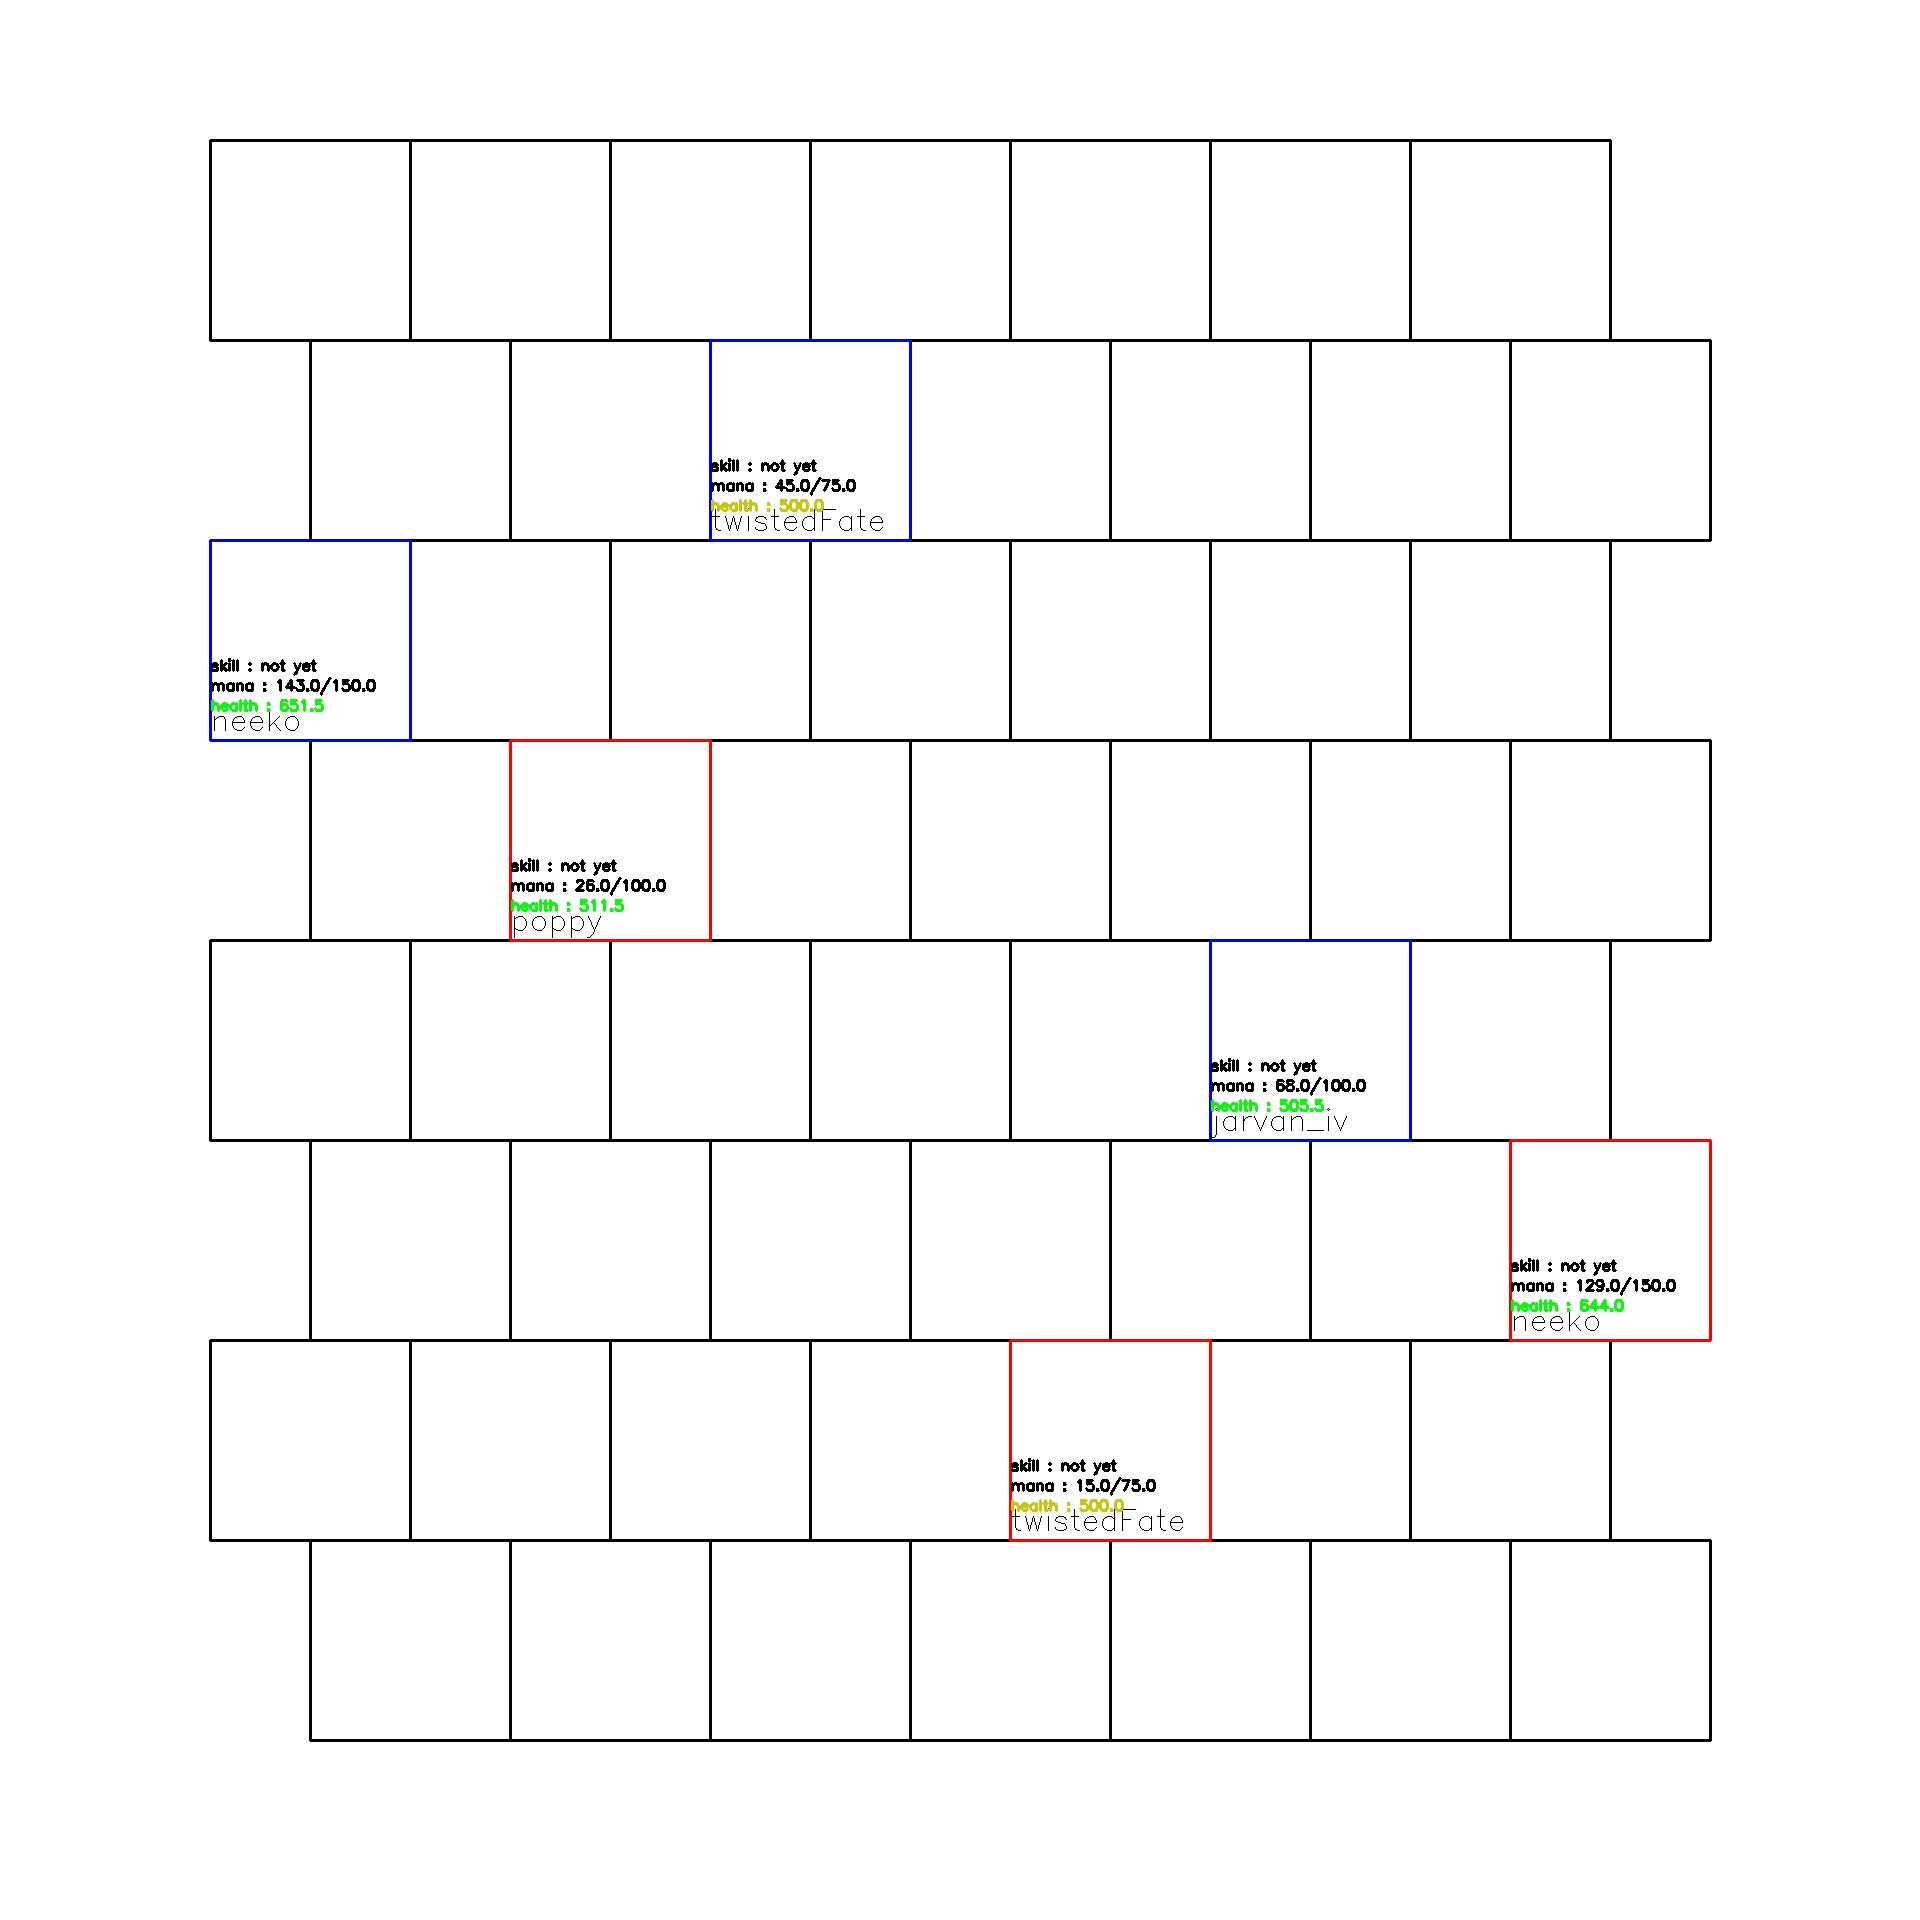 skill : not yet
mana : 45.0/75.0
health : 500.0
twistedFate
skill : not yet
mana : 143.0/150.0
health : 651.5
neeko
skill : not yet
mana : 26.0/100.0
health : 511.5
poppy
skill : not yet
mana : 68.0/100.0
health : 505.5
jarvan_iv
skill : not yet
mana : 129.0/150.0
health : 644.0
neeko
skill : not yet
mana : 15.0/75.0
health : 500.0
twistedFate